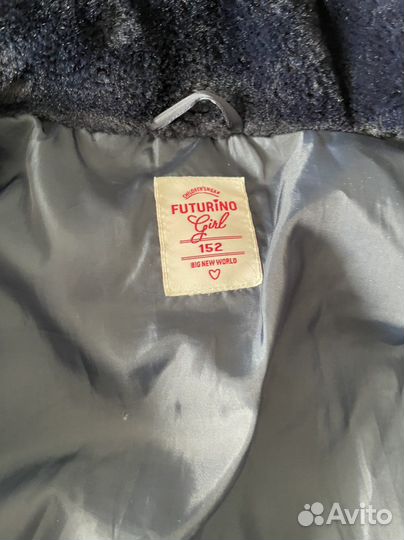 CHILDREN'S WEAR
FUTURiNO
Girl
152
BIG NEW WORLD
Avito